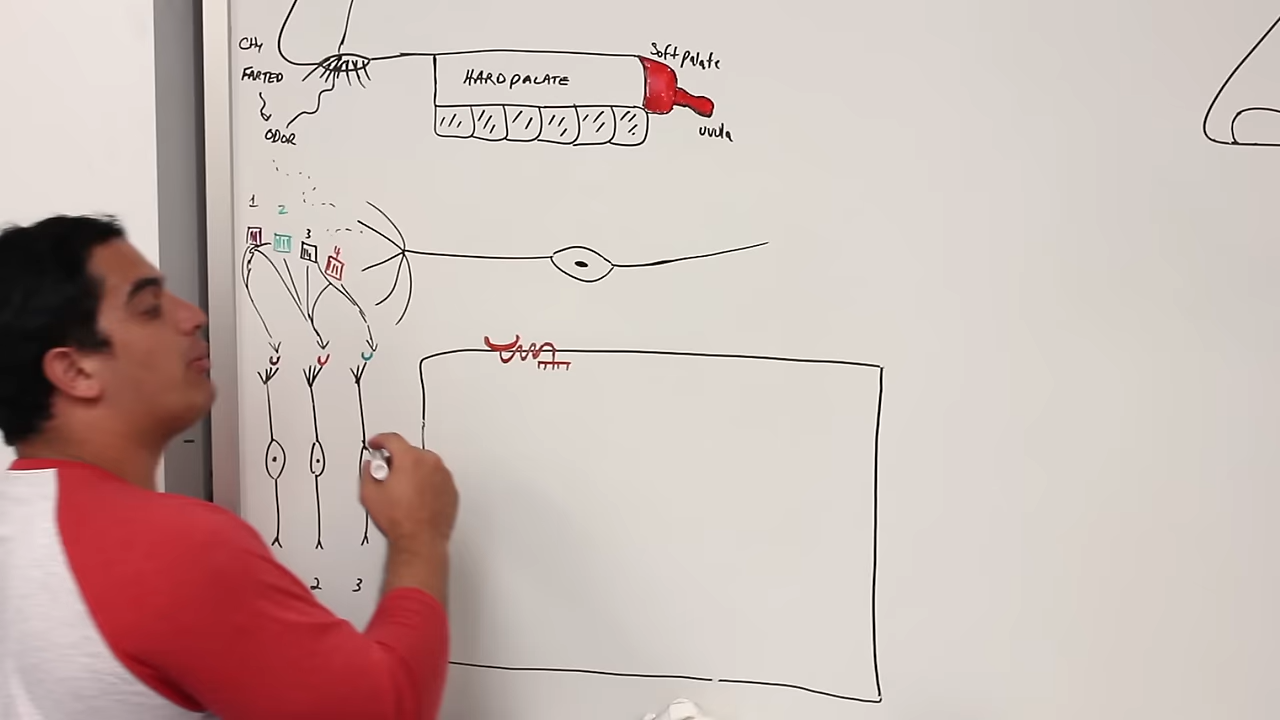 CH4
FARTED
ODOR
HARD PALATE
Soft palate
uvula
1
2
3
4
2
3